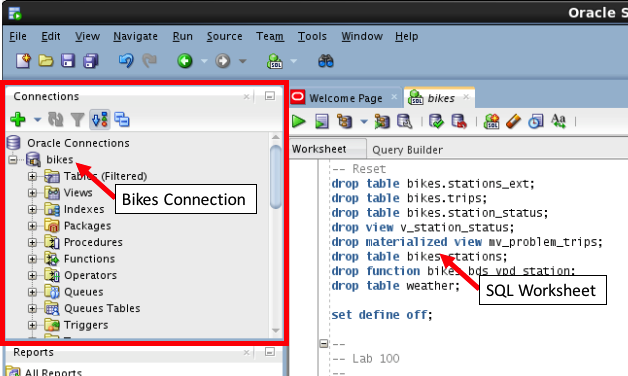 Oracle S
File Edit View Navigate Run Source Team Tools Window Help
Connections
Oracle Connections
bikes
Tables (Filtered)
Views
Indexes
Packages
Procedures
Functions
Operators
Queues
Queues Tables
Triggers
Reports
All Reports
Bikes Connection
Welcome Page
bikes
Worksheet Query Builder
-- Reset
drop table bikes.stations_ext;
drop table bikes.trips;
drop table bikes.station_status;
drop view v_station_status;
drop materialized view mv_problem_trips;
drop table bikes.stations;
drop function bikes.bds_vpd_station;
drop table weather;
set define off;
--
-- Lab 100
--
SQL Worksheet